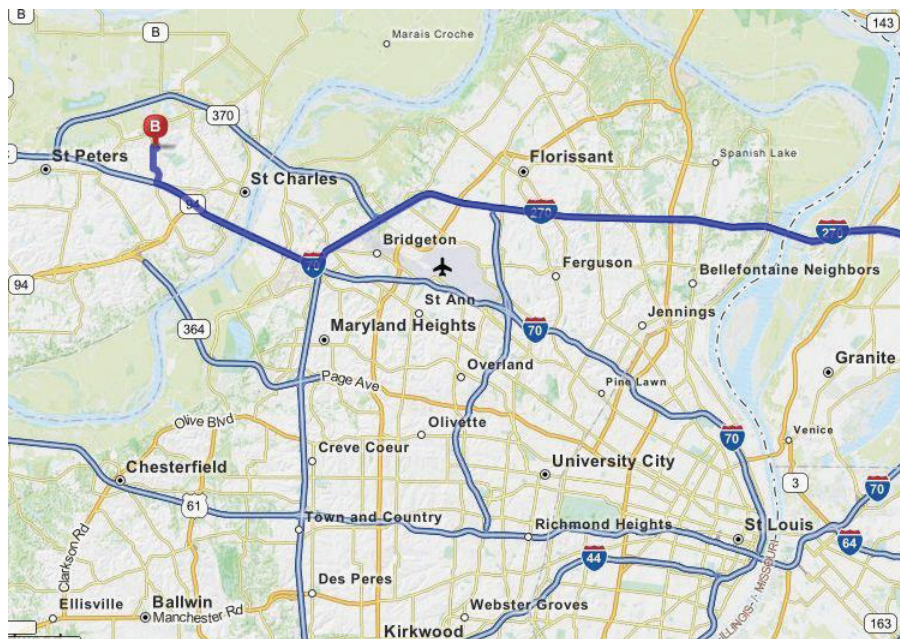 B
B
143
Marais Croche
370
B
St Peters
Florissant
Spanish Lake
St Charles
94
270
270
Bridgeton
70
Ferguson
Bellefontaine Neighbors
94
St Ann
Jennings
364
Maryland Heights
70
Overland
Granite
Page Ave
Pine Lawn
Olive Blvd
Olivette
Venice
70
Creve Coeur
Chesterfield
University City
3
70
61
Town and Country
Richmond Heights
St Louis
64
Clarkson Rd
44
ILLINOIS
MISSOURI
Des Peres
Ellisville
Ballwin
Manchester Rd
Webster Groves
Kirkwood
163